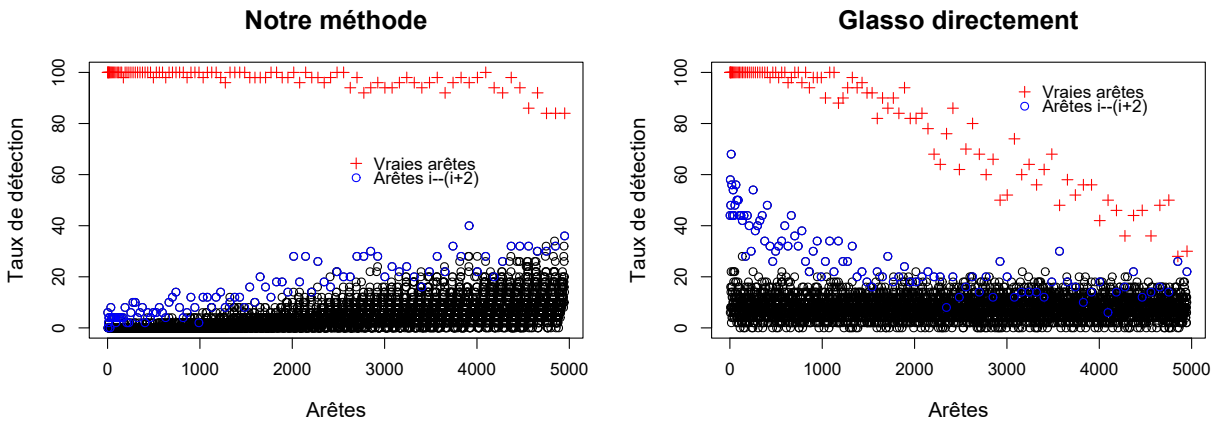 Notre méthode
Taux de détection
100
80
60
40
20
0
Vraies arêtes
Arêtes i--(i+2)
0 1000 2000 3000 4000 5000
Arêtes
Glasso directement
Taux de détection
100
80
60
40
20
0
Vraies arêtes
Arêtes i--(i+2)
0 1000 2000 3000 4000 5000
Arêtes